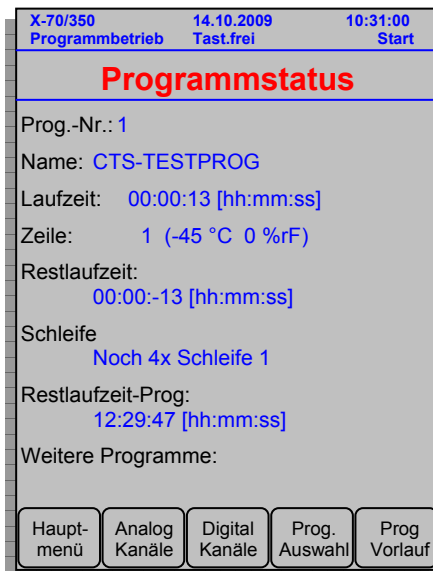 X-70/350 14.10.2009 10:31:00
Programmbetrieb Tast.frei Start
Programmstatus
Prog.-Nr.: 1
Name: CTS-TESTPROG
Laufzeit: 00:00:13 [hh:mm:ss]
Zeile: 1 (-45 °C 0 %rF)
Restlaufzeit:
00:00:-13 [hh:mm:ss]
Schleife
Noch 4x Schleife 1
Restlaufzeit-Prog:
12:29:47 [hh:mm:ss]
Weitere Programme:
Haupt- Analog Digital Prog. Prog
menü Kanäle Kanäle Auswahl Vorlauf